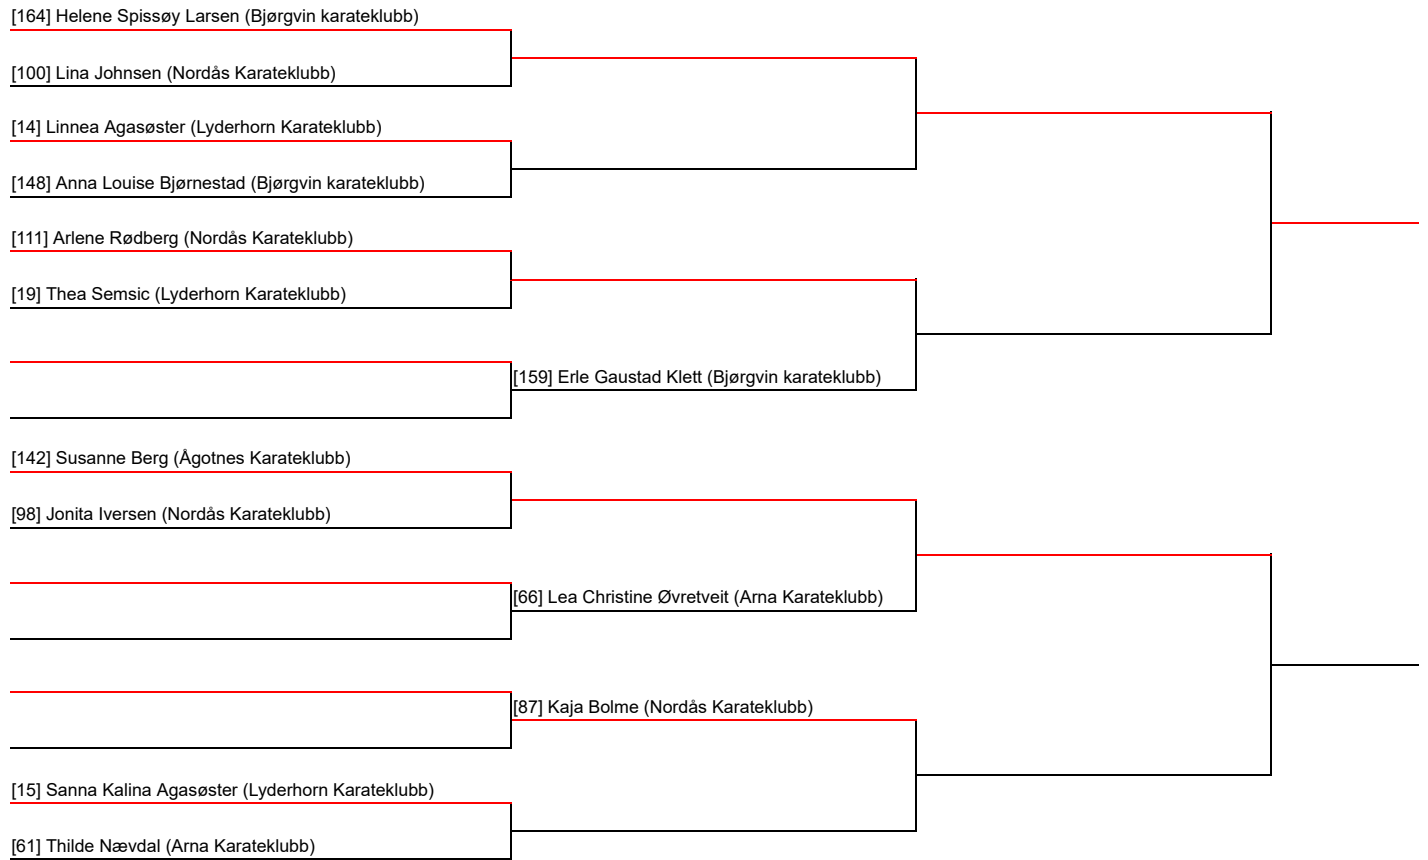 [164] Helene Spissøy Larsen (Bjørgvin karateklubb)
[100] Lina Johnsen (Nordås Karateklubb)
[14] Linnea Agasøster (Lyderhorn Karateklubb)
[148] Anna Louise Bjørnestad (Bjørgvin karateklubb)
[111] Arlene Rødberg (Nordås Karateklubb)
[19] Thea Semsic (Lyderhorn Karateklubb)
[159] Erle Gaustad Klett (Bjørgvin karateklubb)
[142] Susanne Berg (Ågotnes Karateklubb)
[98] Jonita Iversen (Nordås Karateklubb)
[66] Lea Christine Øvretveit (Arna Karateklubb)
[87] Kaja Bolme (Nordås Karateklubb)
[15] Sanna Kalina Agasøster (Lyderhorn Karateklubb)
[61] Thilde Nævdal (Arna Karateklubb)